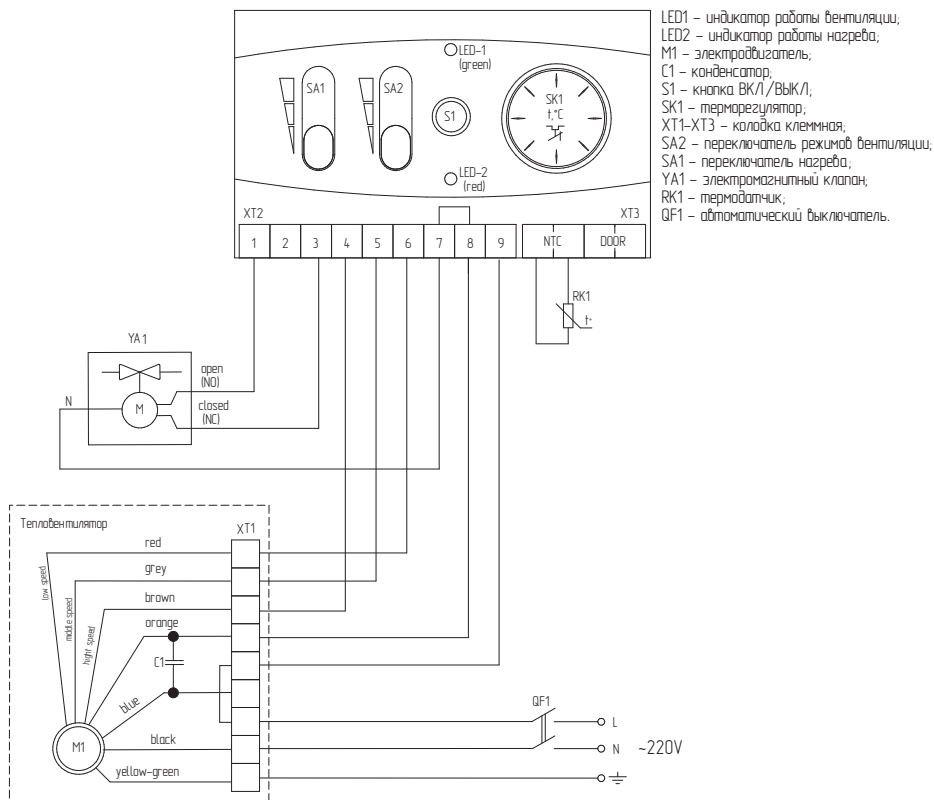 LED1 – индикатор работы вентиляции;
LED2 – индикатор работы нагрева;
M1 – электродвигатель;
C1 – конденсатор;
S1 – кнопка ВКЛ/ВЫКЛ;
SK1 – терморегулятор;
XT1-XT3 – колодка клеммная;
SA2 – переключатель режимов вентиляции;
SA1 – переключатель нагрева;
YA1 – электромагнитный клапан;
RK1 – термодатчик;
QF1 – автоматический выключатель.
LED-1
(green)
SA1
SA2
S1
SK1
t,°C
LED-2
(red)
XT2
XT3
1 2 3 4 5 6 7 8 9 NTC DOOR
RK1
t°
YA1
open
(NO)
M
closed
(NC)
N
Тепловентилятор
XT1
red
grey
brown
orange
blue
black
yellow-green
low speed
middle speed
hight speed
C1
M1
QF1
L
N
~220V